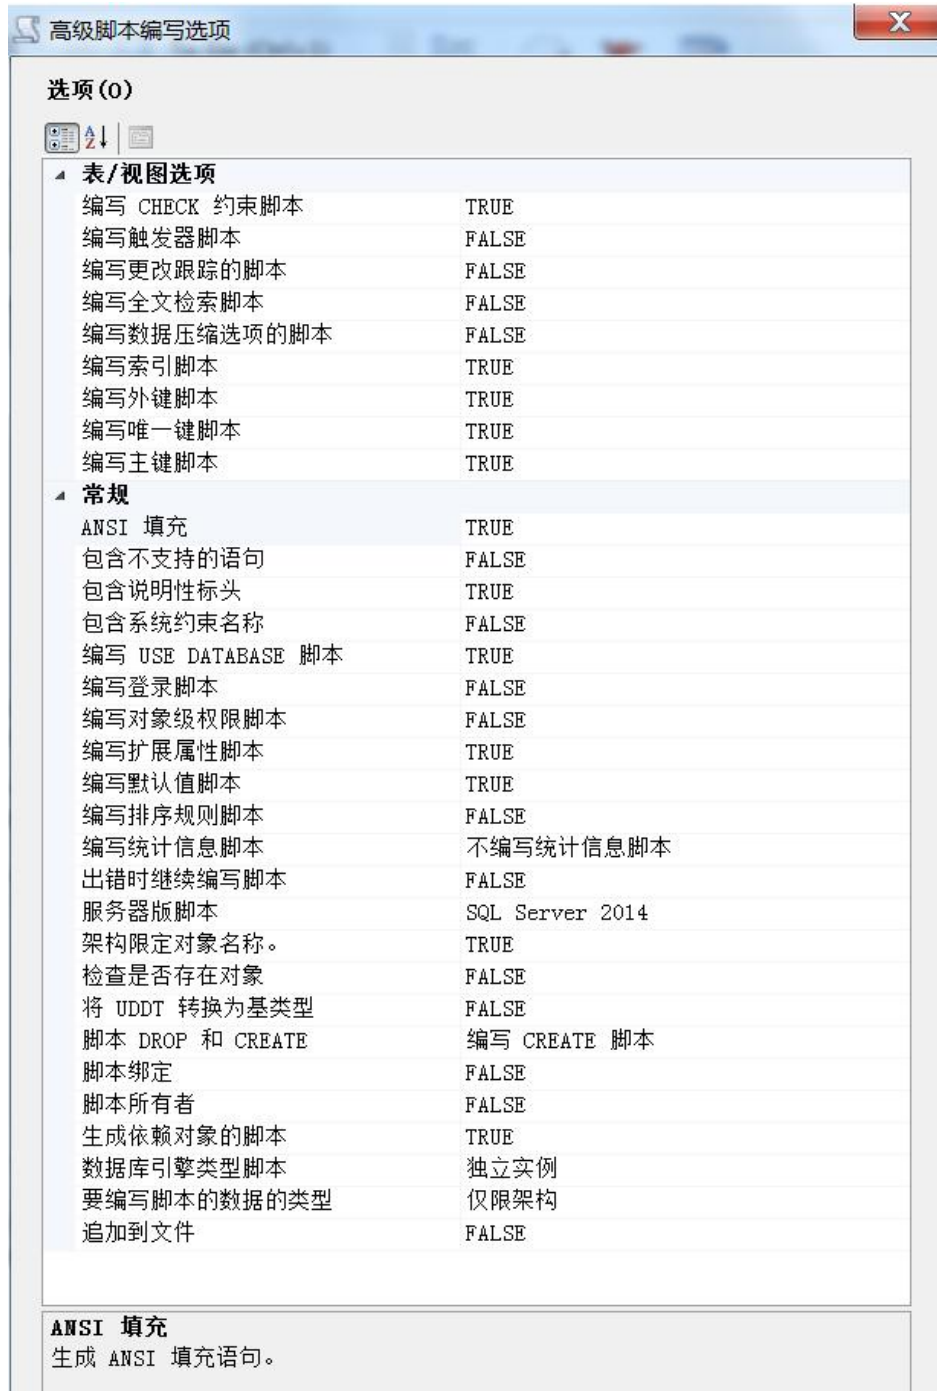 高级脚本编写选项
选项(O)
表/视图选项
编写 CHECK 约束脚本 TRUE
编写触发器脚本 FALSE
编写更改跟踪的脚本 FALSE
编写全文检索脚本 FALSE
编写数据压缩选项的脚本 FALSE
编写索引脚本 TRUE
编写外键脚本 TRUE
编写唯一键脚本 TRUE
编写主键脚本 TRUE
常规
ANSI 填充 TRUE
包含不支持的语句 FALSE
包含说明性标头 TRUE
包含系统约束名称 FALSE
编写 USE DATABASE 脚本 TRUE
编写登录脚本 FALSE
编写对象级权限脚本 FALSE
编写扩展属性脚本 TRUE
编写默认值脚本 TRUE
编写排序规则脚本 FALSE
编写统计信息脚本 不编写统计信息脚本
出错时继续编写脚本 FALSE
服务器版脚本 SQL Server 2014
架构限定对象名称。 TRUE
检查是否存在对象 FALSE
将 UDDT 转换为基类型 FALSE
脚本 DROP 和 CREATE 编写 CREATE 脚本
脚本绑定 FALSE
脚本所有者 FALSE
生成依赖对象的脚本 TRUE
数据库引擎类型脚本 独立实例
要编写脚本的数据的类型 仅限架构
追加到文件 FALSE
ANSI 填充
生成 ANSI 填充语句。